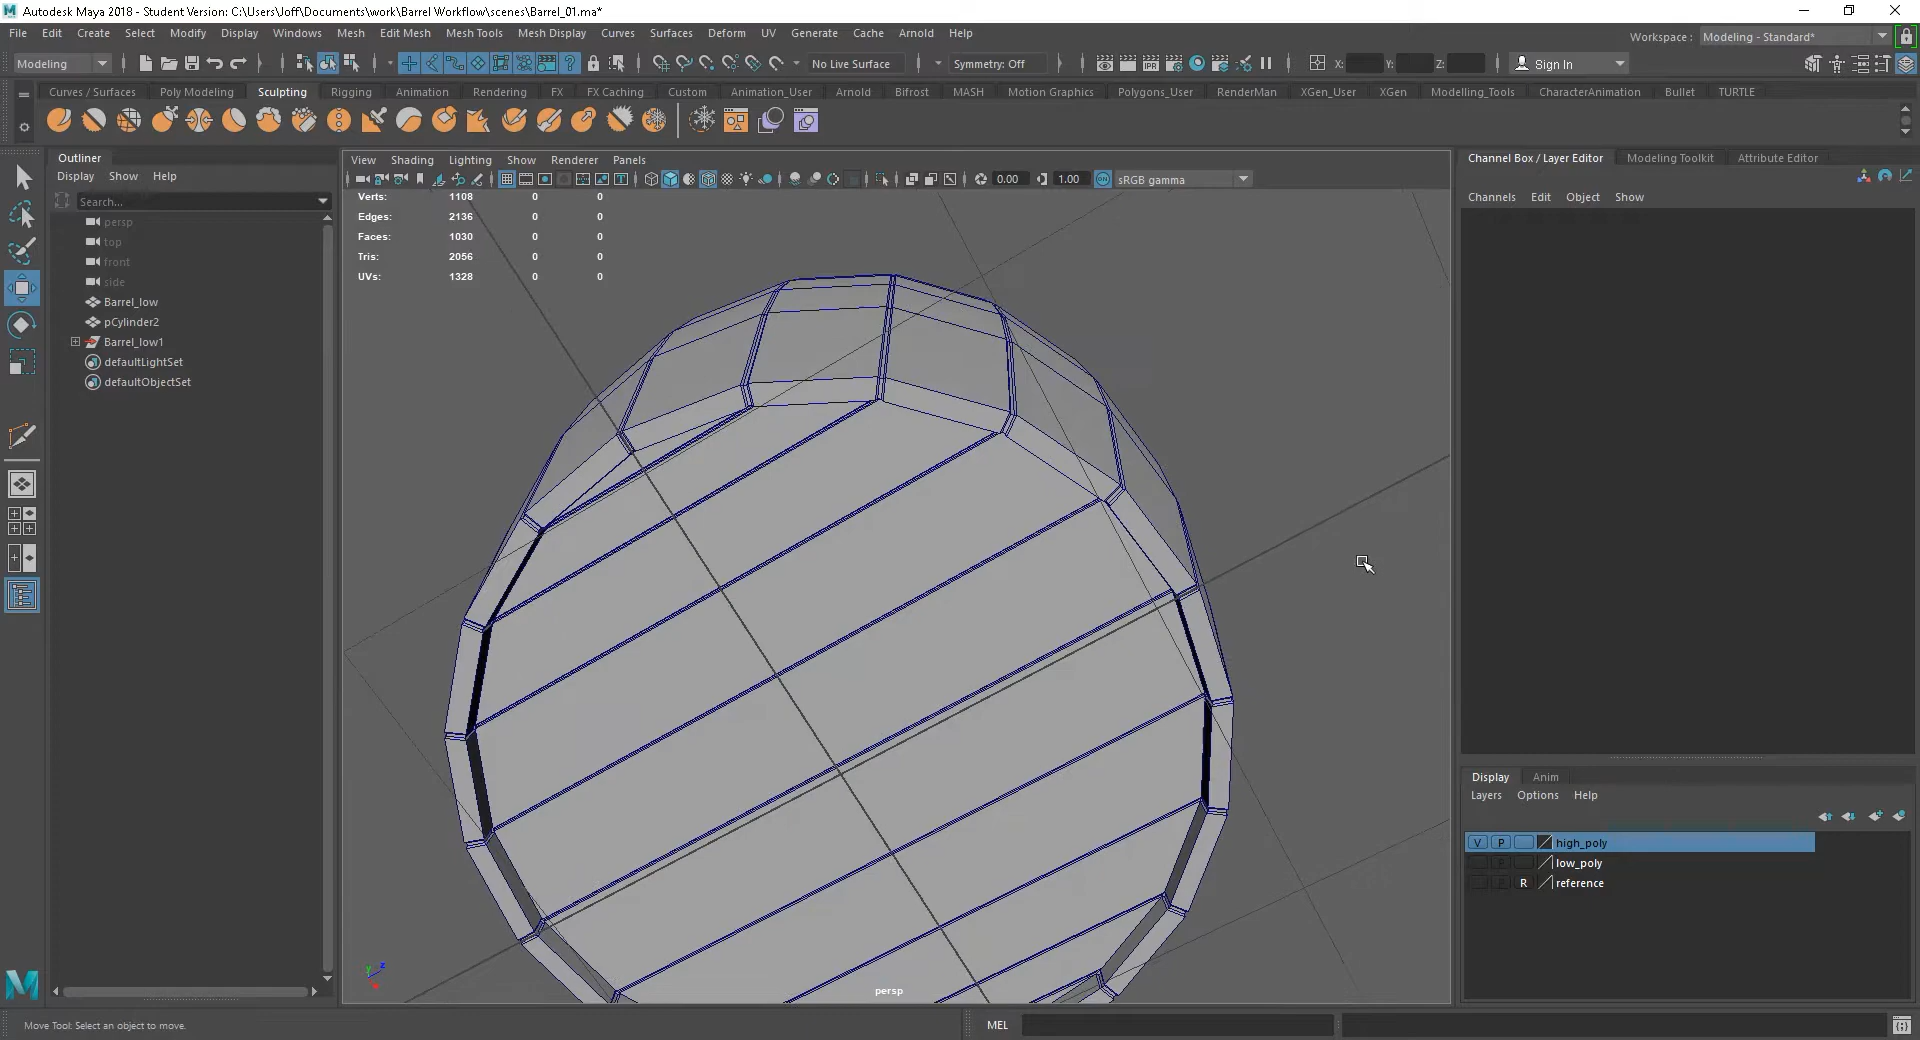 Autodesk Maya 2018 - Student Version: C:\Users\Joff\Documents\work\Barrel Workflow\scenes\Barrel_01.ma*
File Edit Create Select Modify Display Windows Mesh Edit Mesh Mesh Tools Mesh Display Curves Surfaces Deform UV Generate Cache Arnold Help
Workspace : Modeling - Standard*
Modeling No Live Surface Symmetry: Off X: Y: Z: Sign In
Curves / Surfaces Poly Modeling Sculpting Rigging Animation Rendering FX FX Caching Custom Animation_User Arnold Bifrost MASH Motion Graphics Polygons_User RenderMan XGen_User XGen Modelling_Tools CharacterAnimation Bullet TURTLE
Outliner
Display Show Help
Search...
persp
top
front
side
Barrel_low
pCylinder2
Barrel_low1
defaultLightSet
defaultObjectSet
View Shading Lighting Show Renderer Panels
0.00 1.00 sRGB gamma
Verts: 1108 0 0
Edges: 2136 0 0
Faces: 1030 0 0
Tris: 2056 0 0
UVs: 1328 0 0
persp
Channel Box / Layer Editor Modeling Toolkit Attribute Editor
Channels Edit Object Show
Display Anim
Layers Options Help
V P high_poly
low_poly
R reference
Move Tool: Select an object to move.
MEL